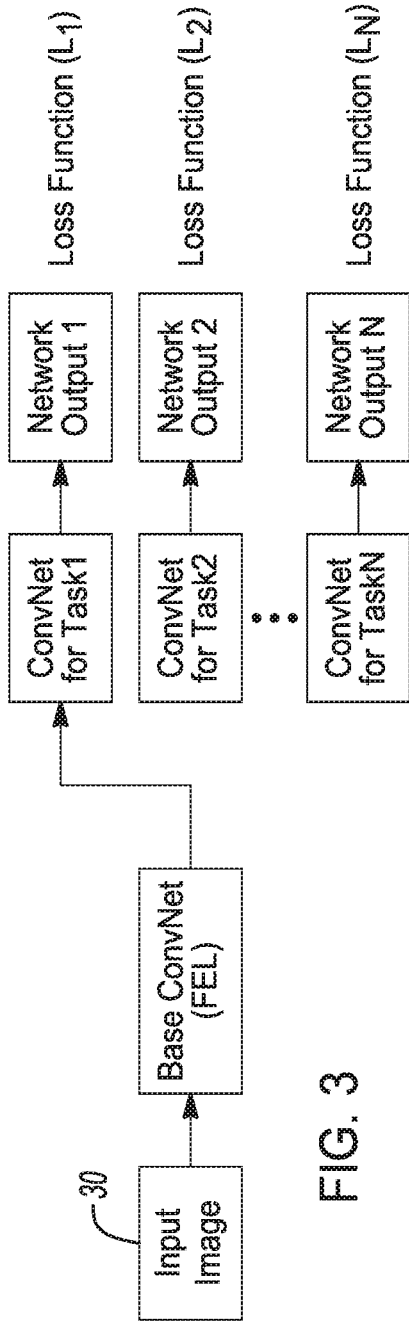 30
Input
Image
Base ConvNet
(FEL)
ConvNet
for Task1
Network
Output 1
Loss Function (L1)
ConvNet
for Task2
Network
Output 2
Loss Function (L2)
ConvNet
for TaskN
Network
Output N
Loss Function (LN)
FIG. 3